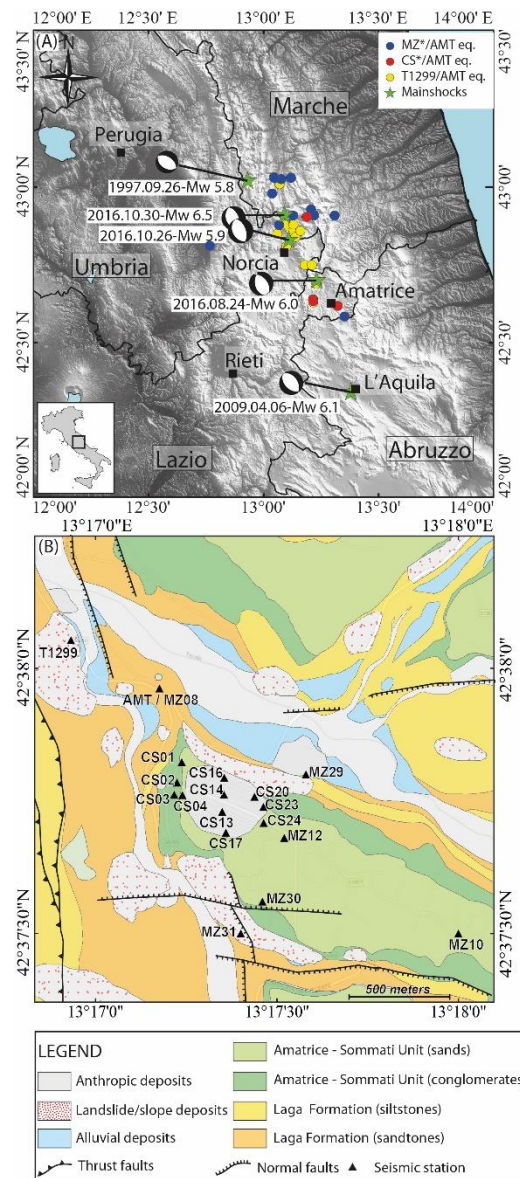 12°00'E 12°30'E 13°00'E 13°30'E 14°00'E
(A)
N
MZ*/AMT eq.
CS*/AMT eq.
T1299/AMT eq.
Mainshocks
43°30'N
43°30'N
Marche
Perugia
1997.09.26-Mw 5.8
43°00'N
43°00'N
2016.10.30-Mw 6.5
2016.10.26-Mw 5.9
Umbria
Norcia
Amatrice
2016.08.24-Mw 6.0
42°30'N
42°30'N
Rieti
L'Aquila
2009.04.06-Mw 6.1
Lazio
Abruzzo
42°00'N
42°00'N
12°00' 12°30'E 13°00'E 13°30'E 14°00'E
13°17'0"E 13°17'30"E 13°18'0"E
(B)
T1299
42°38'0"N
42°38'0"N
AMT / MZ08
CS01
CS16
MZ29
CS02
CS14
CS20
CS03
CS04
CS23
CS13
CS24
CS17
MZ12
MZ30
42°37'30"N
42°37'30"N
MZ31
MZ10
500 meters
13°17'0"E 13°17'30"E 13°18'0"E
LEGEND
Amatrice - Sommati Unit (sands)
Anthropic deposits
Amatrice - Sommati Unit (conglomerates)
Landslide/slope deposits
Laga Formation (siltstones)
Alluvial deposits
Laga Formation (sandtones)
Thrust faults
Normal faults
Seismic station